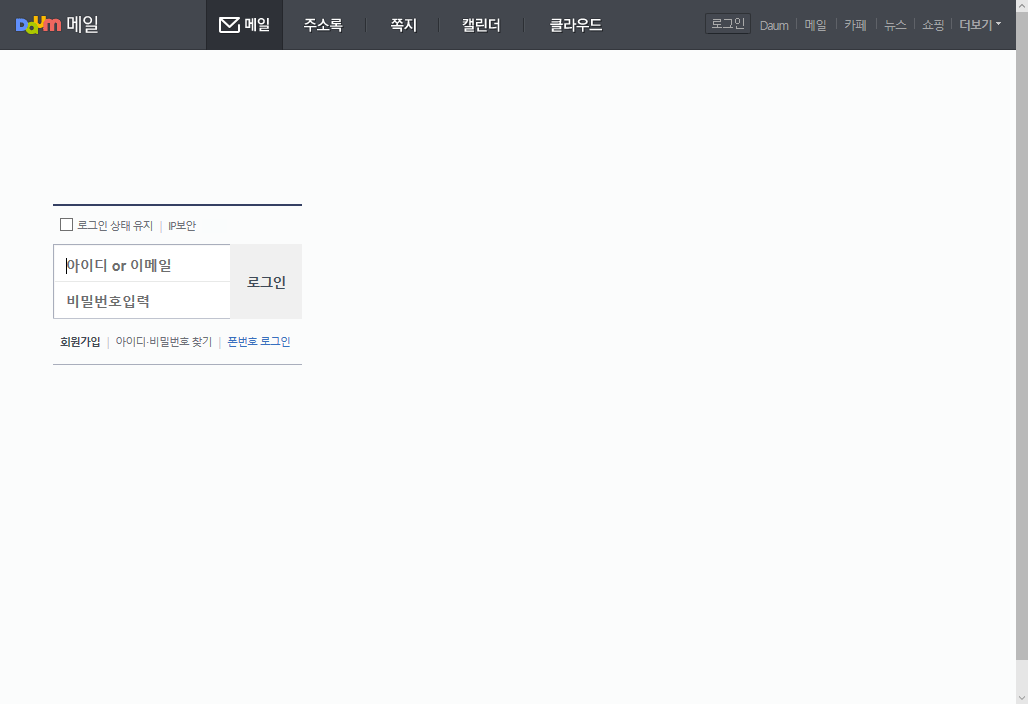 Daum 메일 메일 주소록 쪽지 캘린더 클라우드 로그인 Daum 메일 카페 뉴스 쇼핑 더보기
로그인 상태 유지 | IP보안
아이디 or 이메일
비밀번호입력
로그인
회원가입 | 아이디·비밀번호 찾기 | 폰번호 로그인